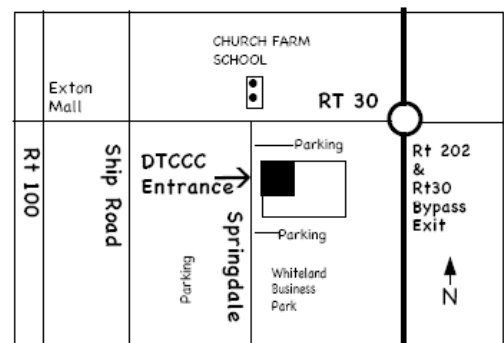 CHURCH FARM
SCHOOL
Exton
Mall
RT 30
Parking
Rt 100
Ship Road
DTCCC
Entrance
Rt 202
&
Rt30
Bypass
Exit
Springdale
Parking
Parking
Whiteland
Business
Park
N